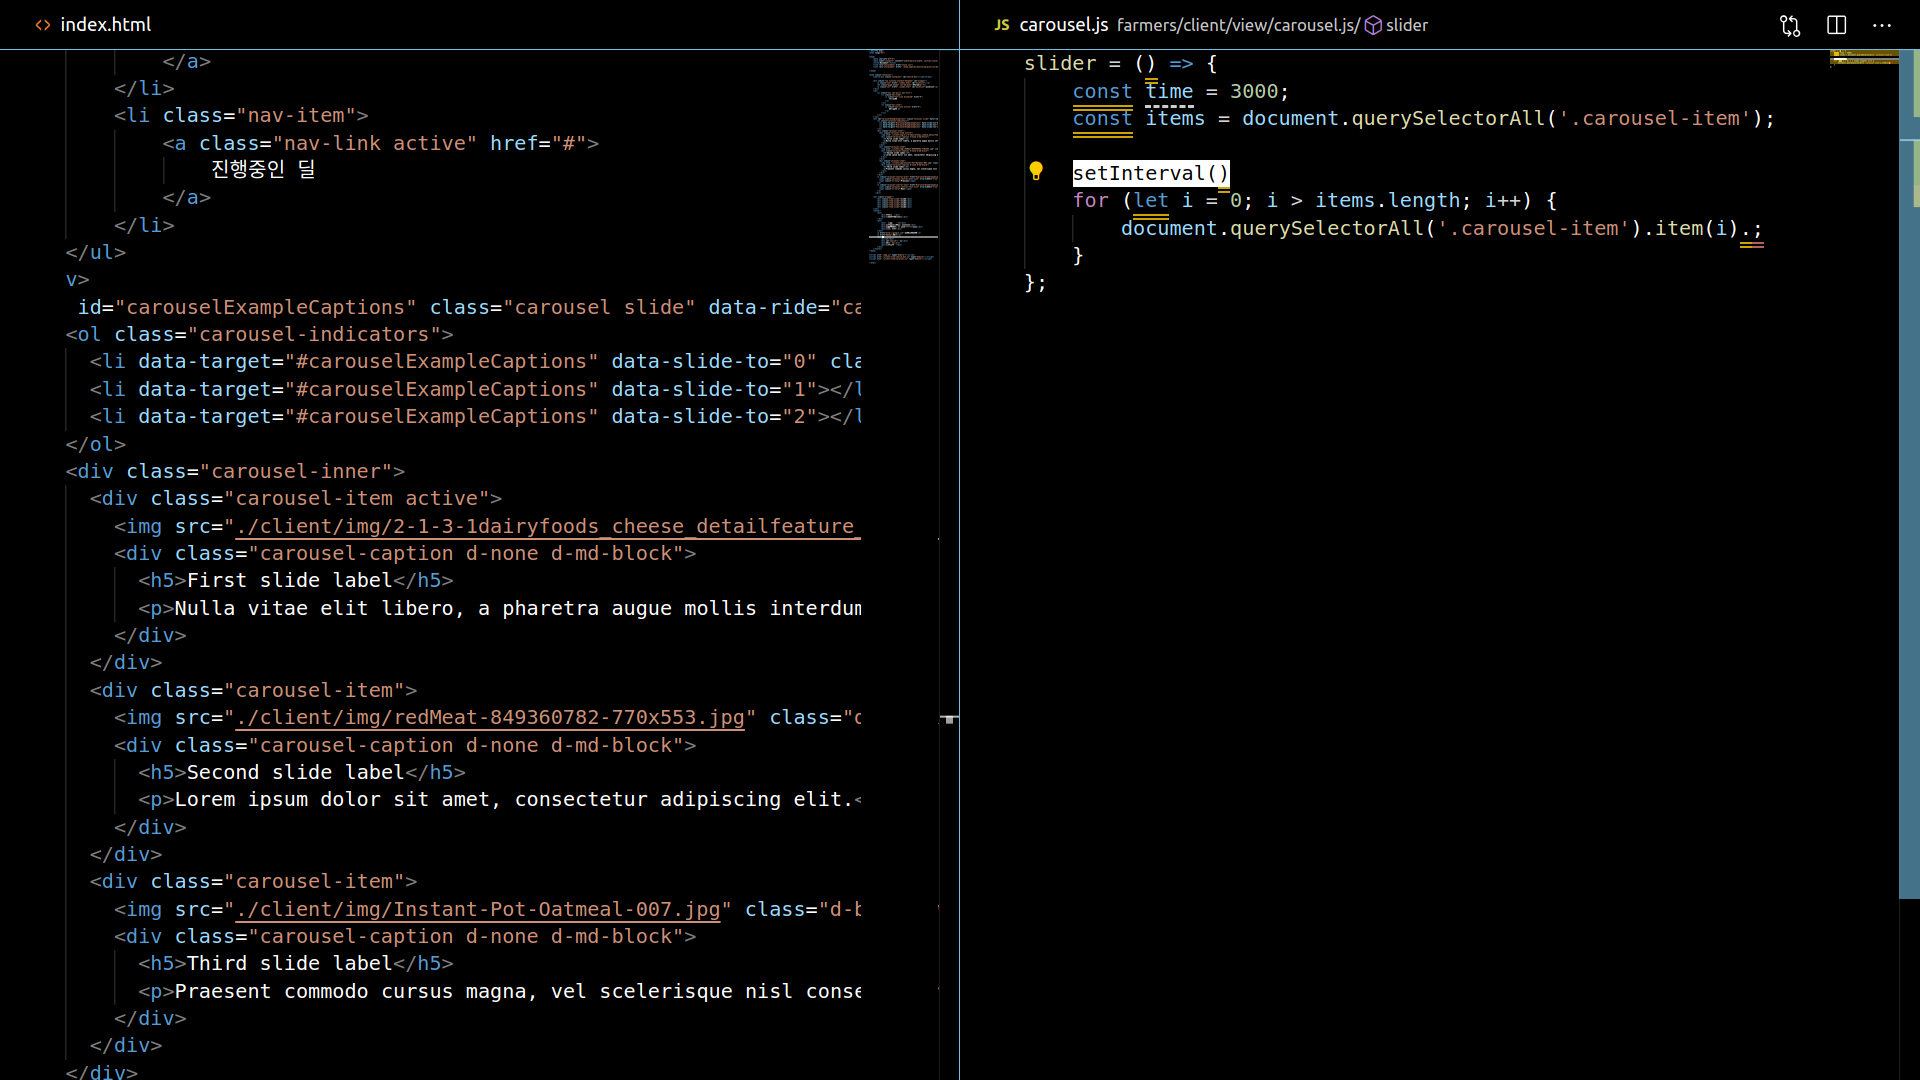 index.html
</a>
</li>
<li class="nav-item">
<a class="nav-link active" href="#">
진행중인 딜
</a>
</li>
</ul>
v>
id="carouselExampleCaptions" class="carousel slide" data-ride="ca
<ol class="carousel-indicators">
<li data-target="#carouselExampleCaptions" data-slide-to="0" cla
<li data-target="#carouselExampleCaptions" data-slide-to="1"></l
<li data-target="#carouselExampleCaptions" data-slide-to="2"></l
</ol>
<div class="carousel-inner">
<div class="carousel-item active">
<img src="./client/img/2-1-3-1dairyfoods_cheese_detailfeature_
<div class="carousel-caption d-none d-md-block">
<h5>First slide label</h5>
<p>Nulla vitae elit libero, a pharetra augue mollis interdum
</div>
</div>
<div class="carousel-item">
<img src="./client/img/redMeat-849360782-770x553.jpg" class="d
<div class="carousel-caption d-none d-md-block">
<h5>Second slide label</h5>
<p>Lorem ipsum dolor sit amet, consectetur adipiscing elit.<
</div>
</div>
<div class="carousel-item">
<img src="./client/img/Instant-Pot-Oatmeal-007.jpg" class="d-b
<div class="carousel-caption d-none d-md-block">
<h5>Third slide label</h5>
<p>Praesent commodo cursus magna, vel scelerisque nisl conse
</div>
</div>
</div>
JS carousel.js farmers/client/view/carousel.js/ slider
slider = () => {
const time = 3000;
const items = document.querySelectorAll('.carousel-item');
setInterval()
for (let i = 0; i > items.length; i++) {
document.querySelectorAll('.carousel-item').item(i).;
}
};